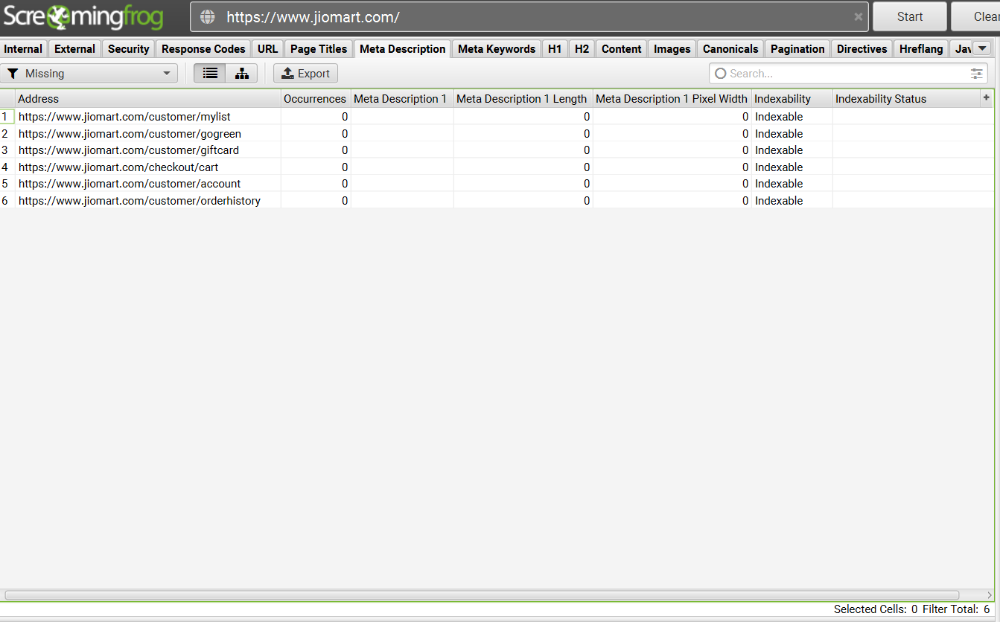 Screamingfrog https://www.jiomart.com/ × Start Clear
Internal External Security Response Codes URL Page Titles Meta Description Meta Keywords H1 H2 Content Images Canonicals Pagination Directives Hreflang Jav
Missing Export Search...
Address Occurrences Meta Description 1 Meta Description 1 Length Meta Description 1 Pixel Width Indexability Indexability Status +
1 https://www.jiomart.com/customer/mylist 0 0 0 Indexable
2 https://www.jiomart.com/customer/gogreen 0 0 0 Indexable
3 https://www.jiomart.com/customer/giftcard 0 0 0 Indexable
4 https://www.jiomart.com/checkout/cart 0 0 0 Indexable
5 https://www.jiomart.com/customer/account 0 0 0 Indexable
6 https://www.jiomart.com/customer/orderhistory 0 0 0 Indexable
Selected Cells: 0 Filter Total: 6